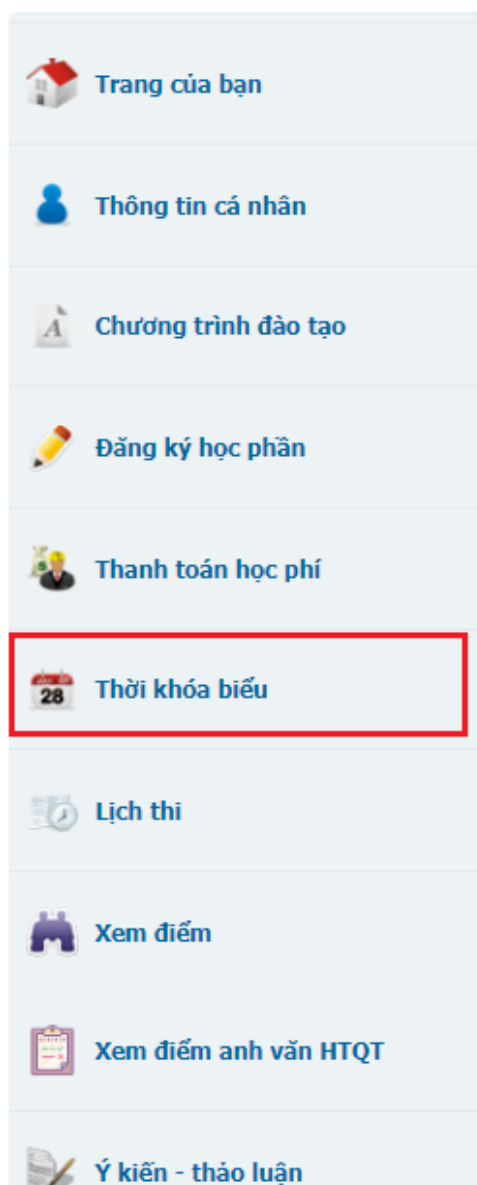 Trang của bạn
Thông tin cá nhân
A
Chương trình đào tạo
Đăng ký học phần
$
Thanh toán học phí
28
Thời khóa biểu
Lịch thi
Xem điểm
Xem điểm anh văn HTQT
Ý kiến - thảo luận